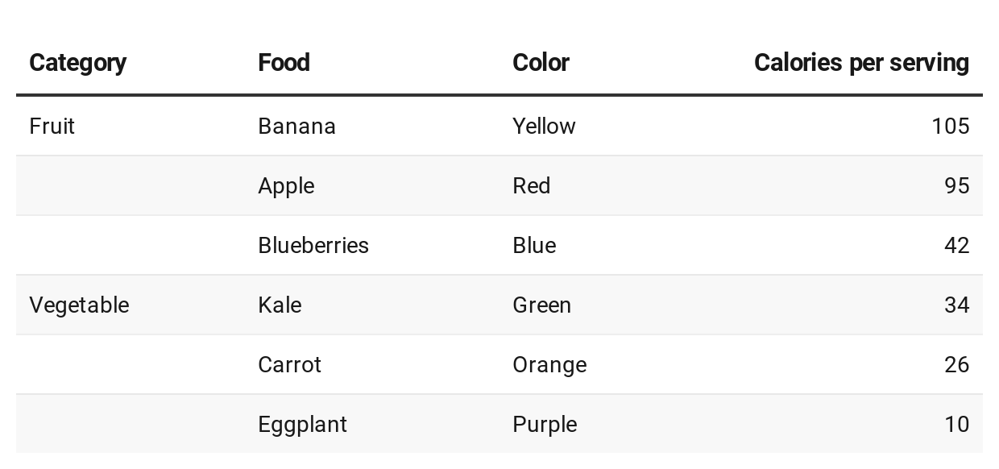 Category Food Color Calories per serving
Fruit Banana Yellow 105
Apple Red 95
Blueberries Blue 42
Vegetable Kale Green 34
Carrot Orange 26
Eggplant Purple 10